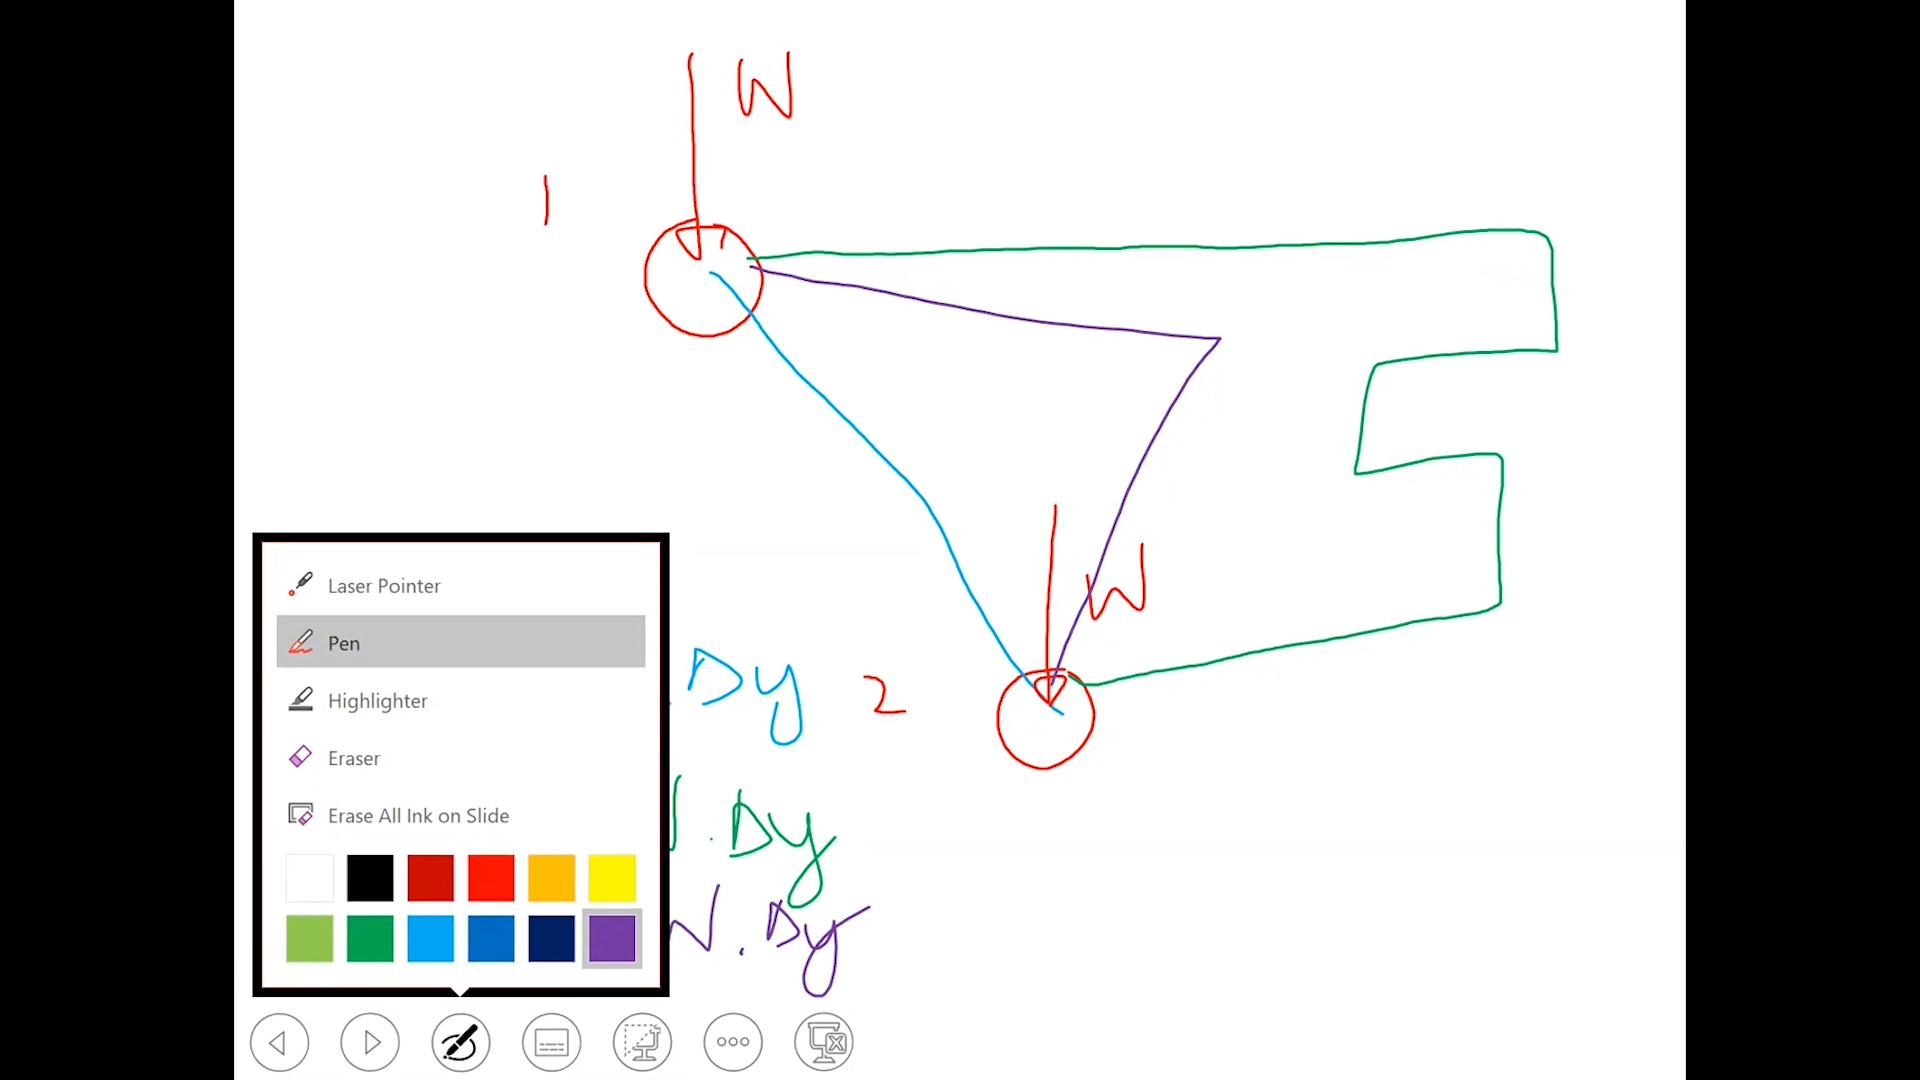 W
1
W
2
Laser Pointer
Pen
Highlighter
Eraser
Erase All Ink on Slide
. Dy
. Dy
W . Dy